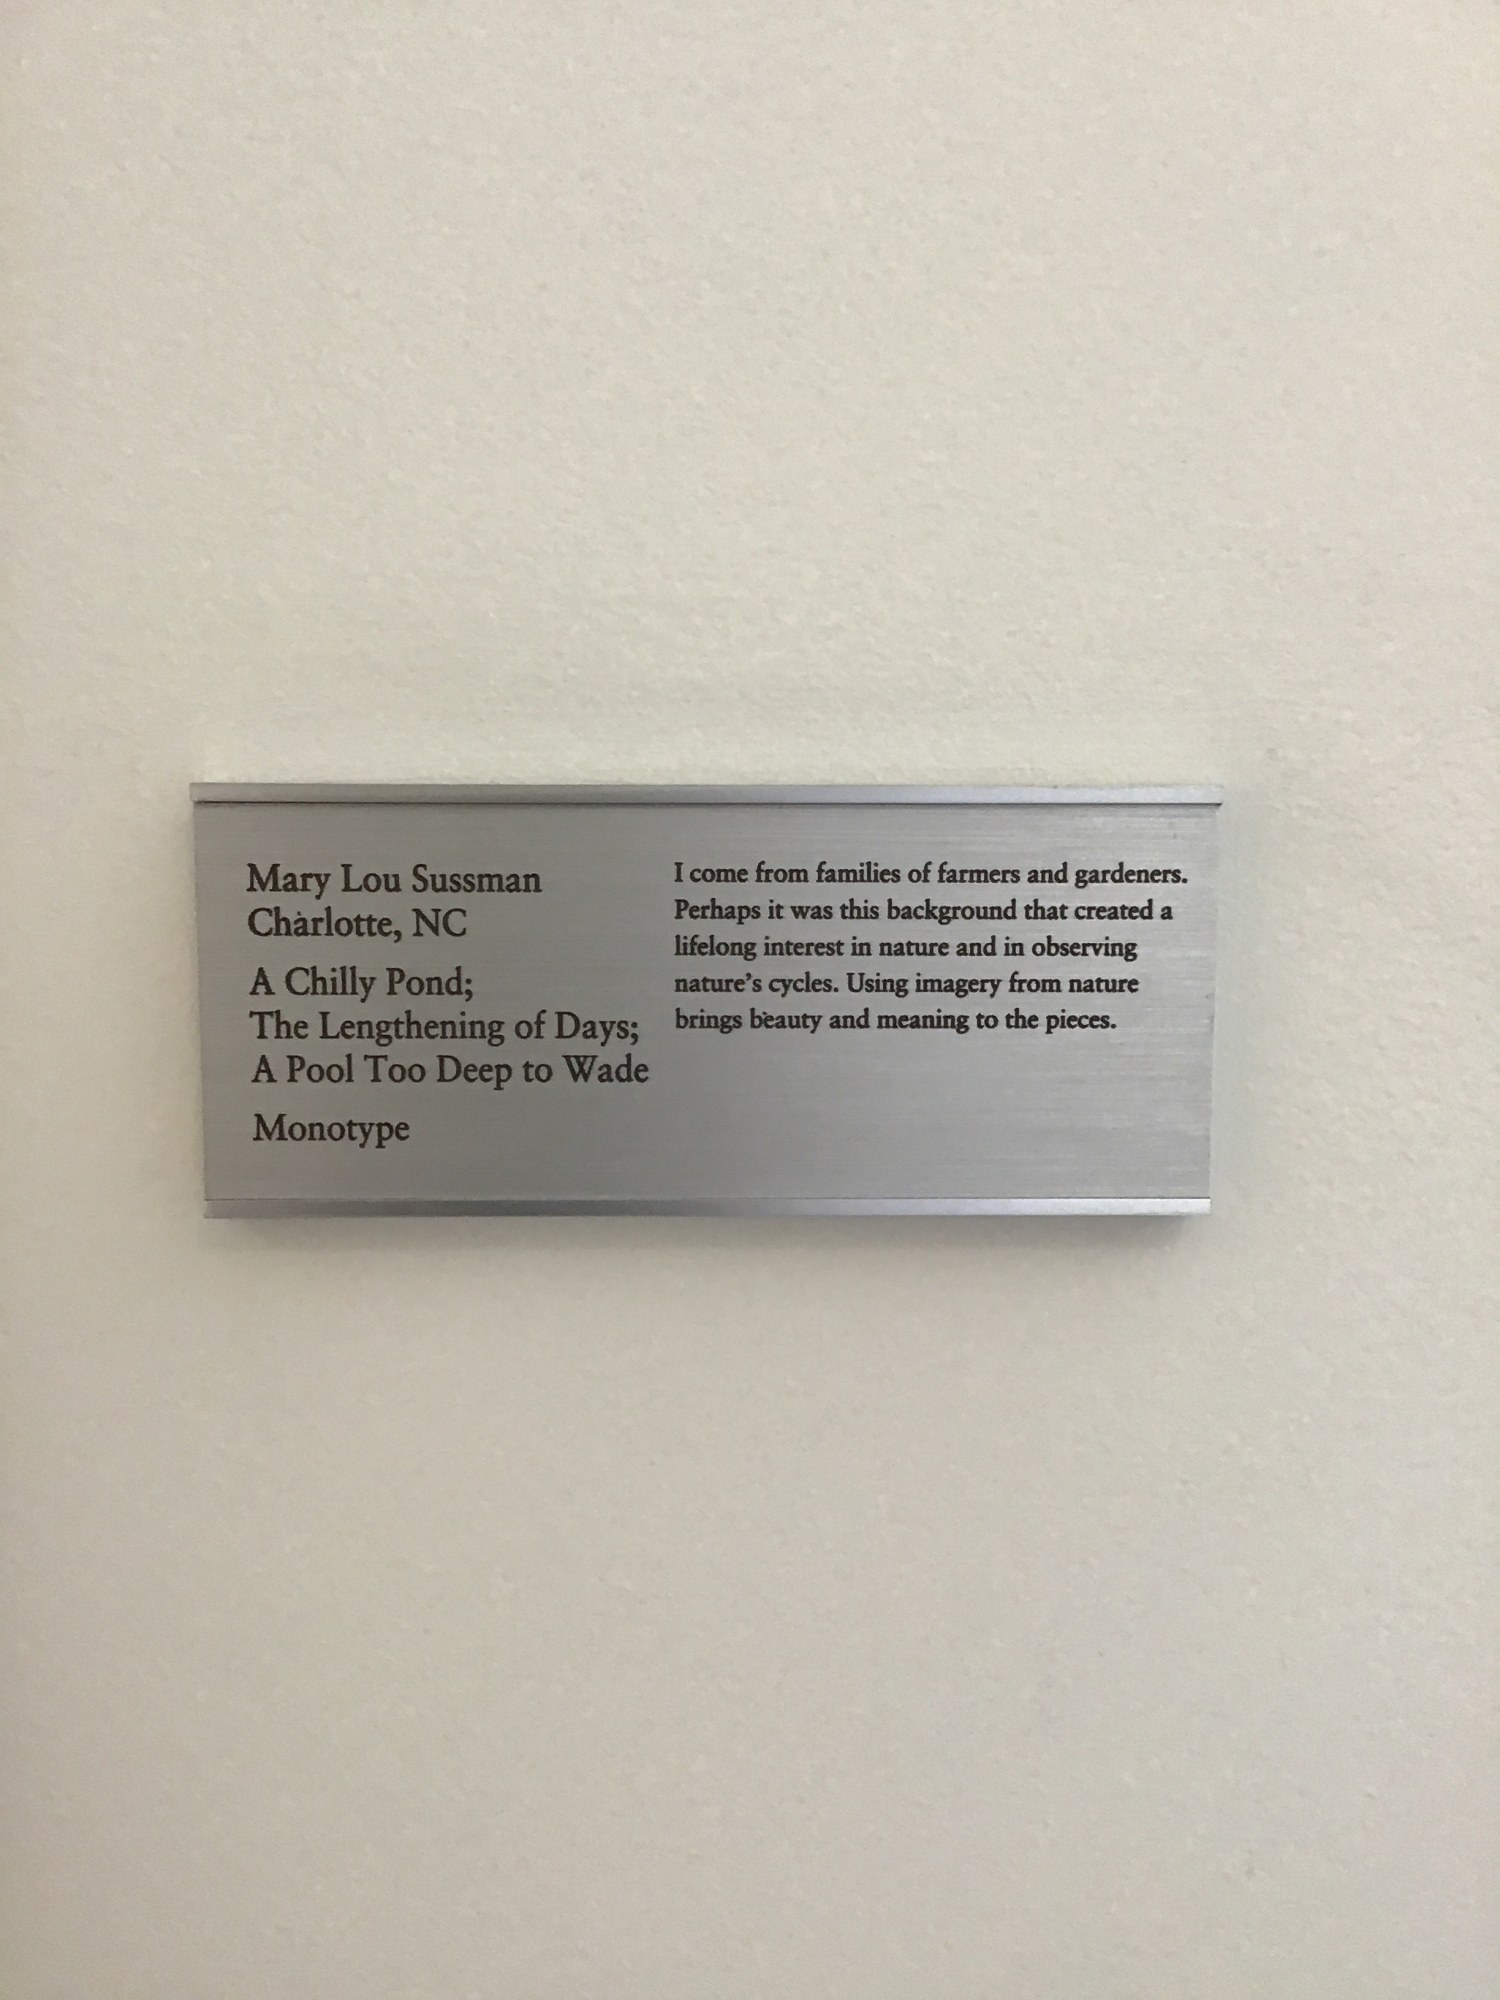 Mary Lou Sussman
Charlotte, NC
A Chilly Pond;
The Lengthening of Days;
A Pool Too Deep to Wade
Monotype
I come from families of farmers and gardeners.
Perhaps it was this background that created a
lifelong interest in nature and in observing
nature's cycles. Using imagery from nature
brings beauty and meaning to the pieces.